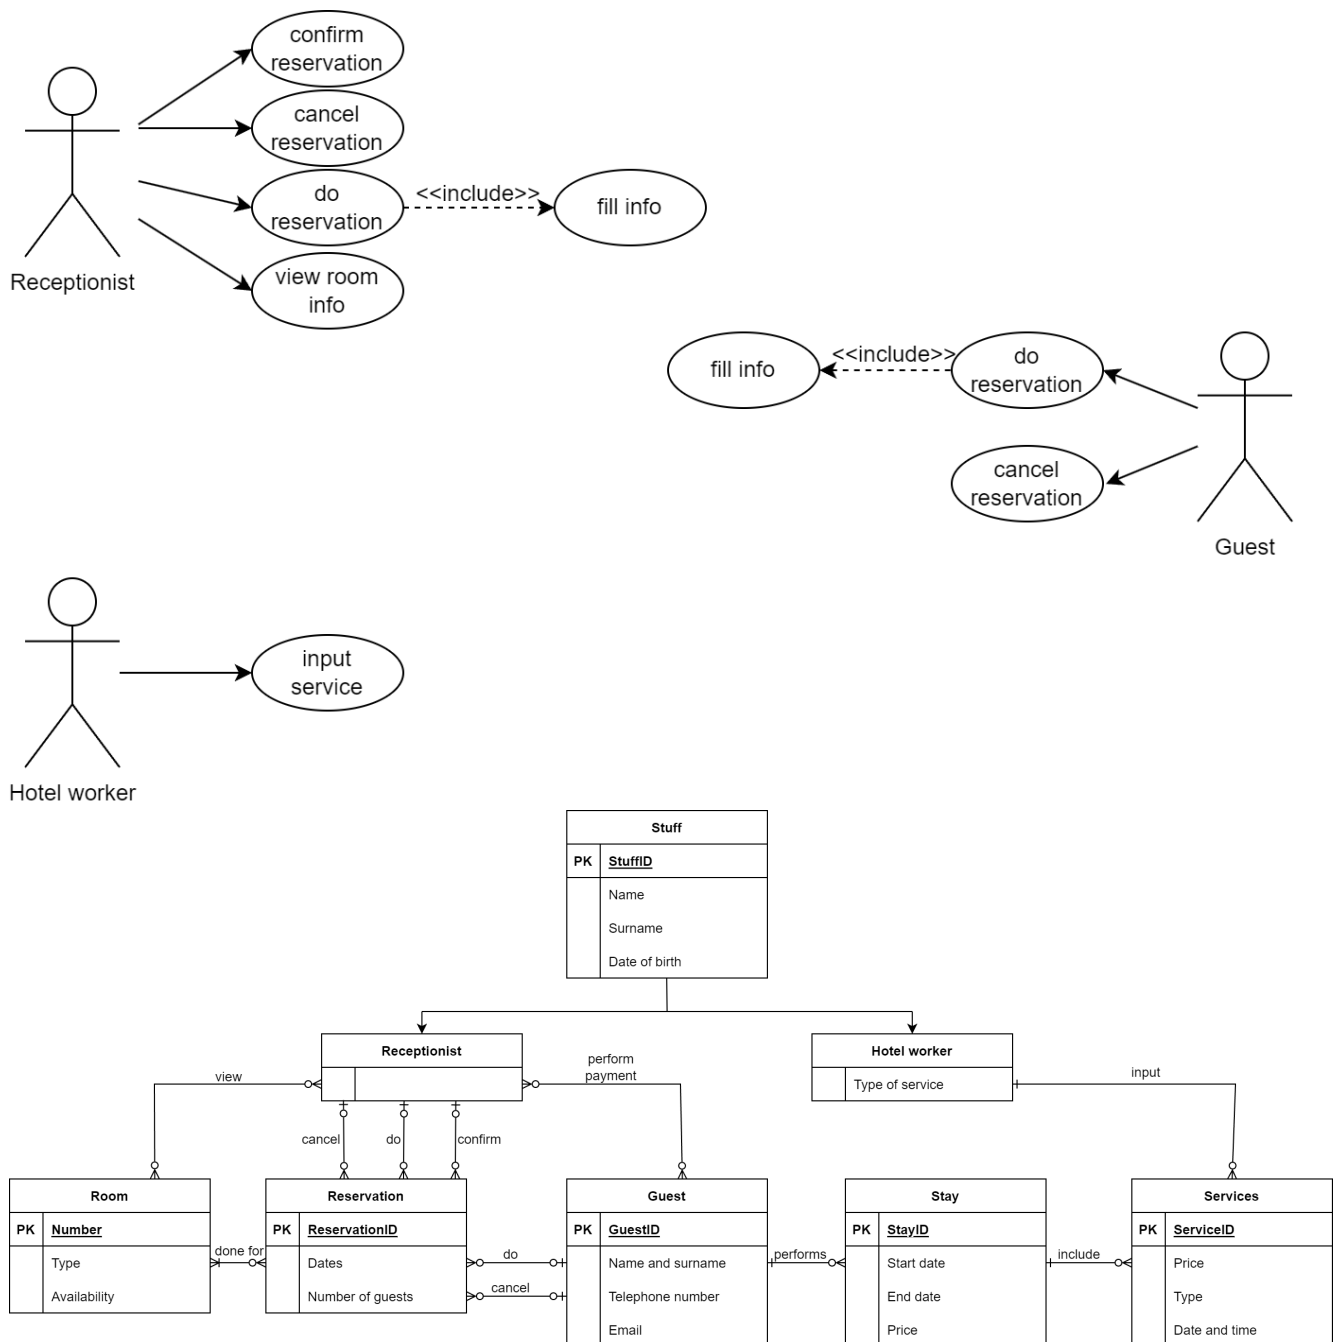 confirm
reservation
cancel
reservation
do
reservation
<<include>>
fill info
view room
info
Receptionist
fill info
<<include>>
do
reservation
cancel
reservation
Guest
input
service
Hotel worker
Stuff
PK StuffID
Name
Surname
Date of birth
Receptionist
Hotel worker
Type of service
view
perform
payment
input
cancel
do
confirm
Room
PK Number
Type
Availability
done for
Reservation
PK ReservationID
Dates
Number of guests
do
cancel
Guest
PK GuestID
Name and surname
Telephone number
Email
performs
Stay
PK StayID
Start date
End date
Price
include
Services
PK ServiceID
Price
Type
Date and time